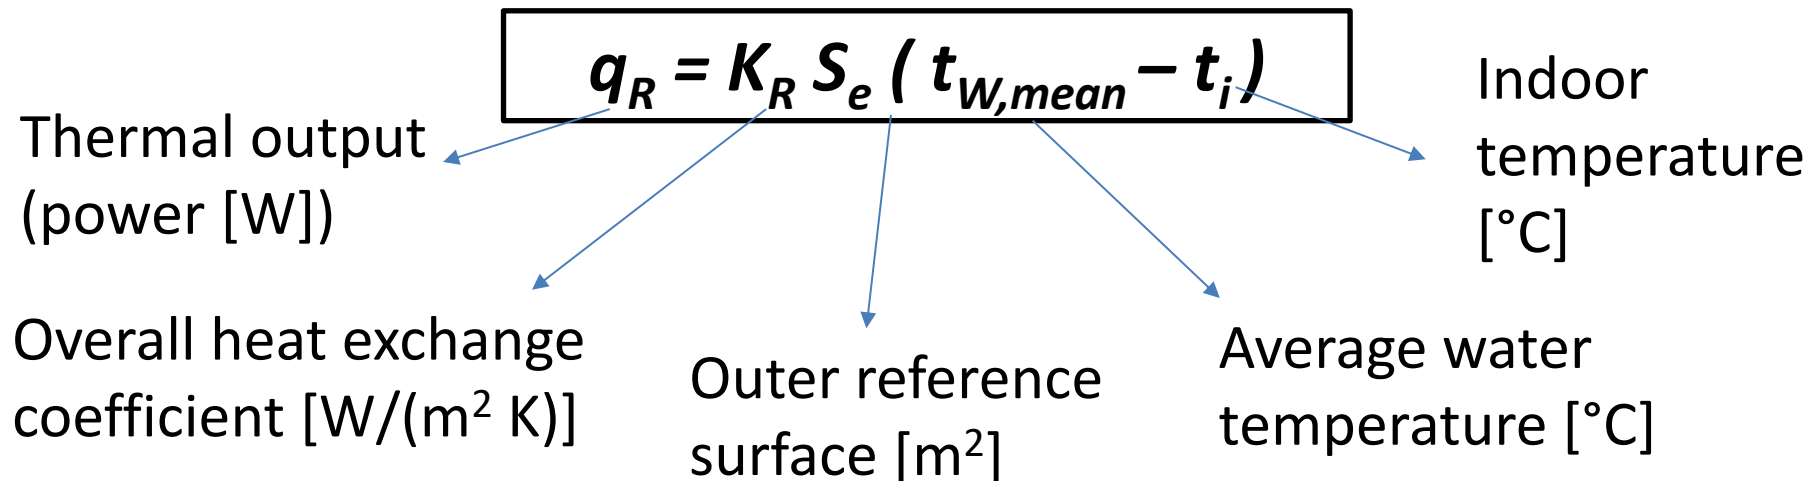 q_R = K_R S_e ( t_W,mean – t_i )
Thermal output
(power [W])
Overall heat exchange
coefficient [W/(m² K)]
Outer reference
surface [m²]
Average water
temperature [°C]
Indoor
temperature
[°C]